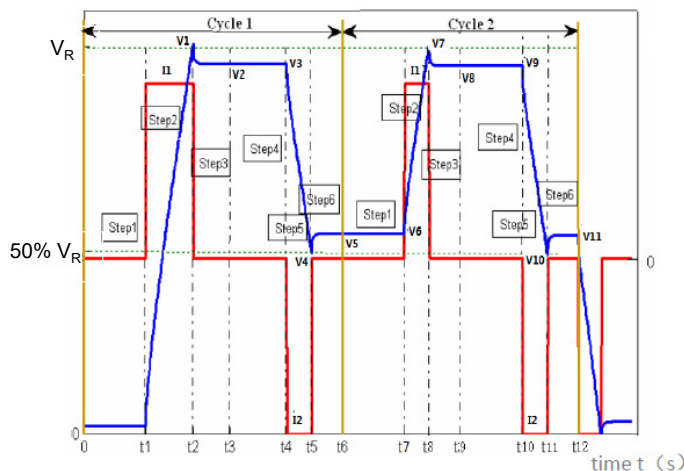 Cycle 1 Cycle 2
V_R V1 V3 V7 V9
I1 V2 I1 V8
Step2 Step2
Step4 Step4
Step3 Step3
Step6 Step6
Step1 Step5 Step1 V6 Step5 V11
50% V_R V5
V4 V10 0
I2 I2
0
0 t1 t2 t3 t4 t5 t6 t7 t8 t9 t10 t11 t12
time t（s）